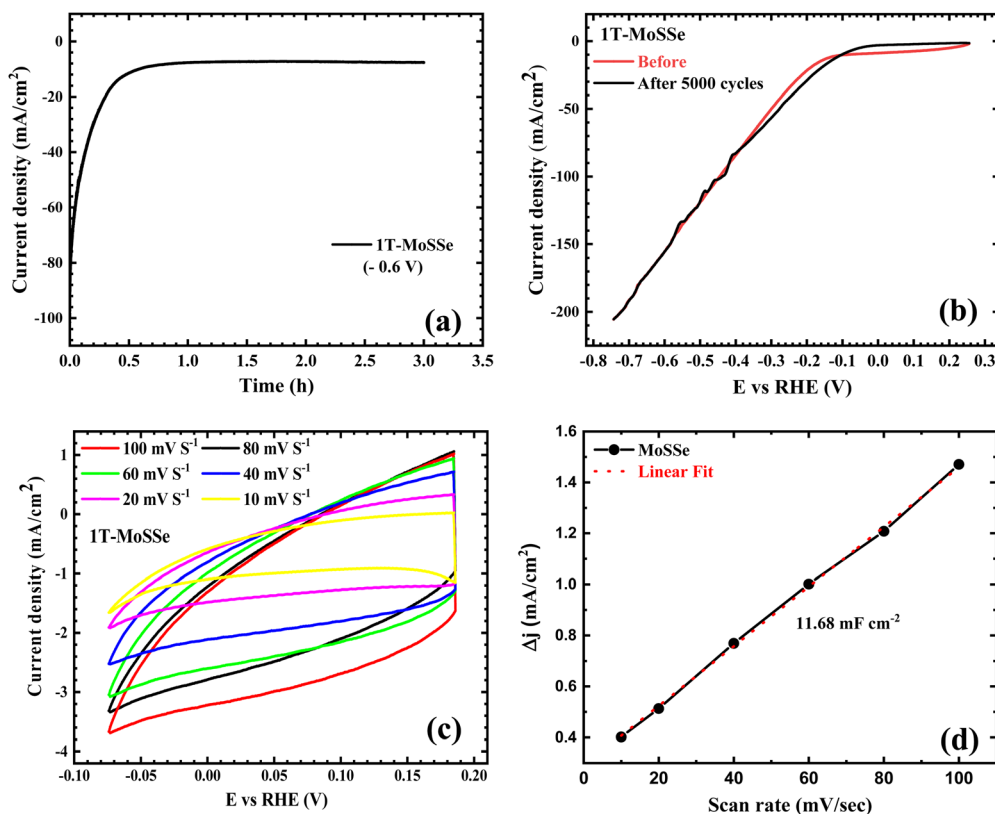 0
-20
-40
-60
-80
-100
0.0 0.5 1.0 1.5 2.0 2.5 3.0 3.5
Current density (mA/cm²)
Time (h)
1T-MoSSe
(- 0.6 V)
(a)
0
-50
-100
-150
-200
-0.8 -0.7 -0.6 -0.5 -0.4 -0.3 -0.2 -0.1 0.0 0.1 0.2 0.3
Current density (mA/cm²)
E vs RHE (V)
1T-MoSSe
Before
After 5000 cycles
(b)
1
0
-1
-2
-3
-4
-0.10 -0.05 0.00 0.05 0.10 0.15 0.20
Current density (mA/cm²)
E vs RHE (V)
100 mV S⁻¹ 80 mV S⁻¹
60 mV S⁻¹ 40 mV S⁻¹
20 mV S⁻¹ 10 mV S⁻¹
1T-MoSSe
(c)
1.6
1.4
1.2
1.0
0.8
0.6
0.4
20 40 60 80 100
Δj (mA/cm²)
Scan rate (mV/sec)
MoSSe
Linear Fit
11.68 mF cm⁻²
(d)